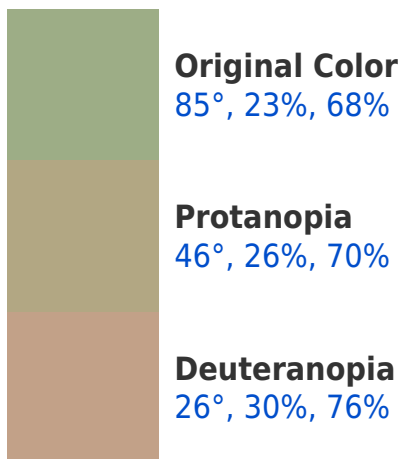 Original Color
85°, 23%, 68%
Protanopia
46°, 26%, 70%
Deuteranopia
26°, 30%, 76%